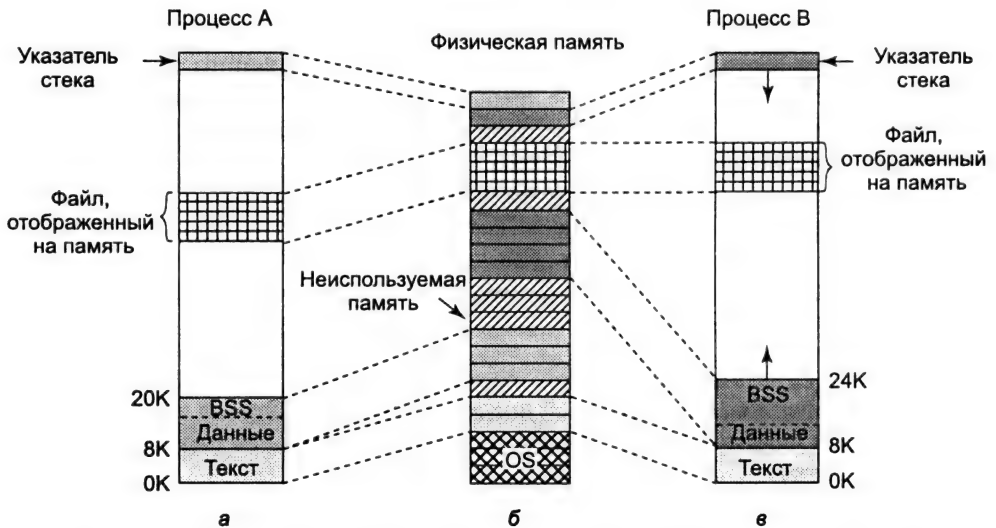 Процесс А
Физическая память
Процесс В
Указатель
стека
Указатель
стека
Файл,
отображенный
на память
Файл,
отображенный
на память
Неиспользуемая
память
20K
BSS
Данные
8K
Текст
0K
OS
24K
BSS
Данные
8K
Текст
0K
а
б
в